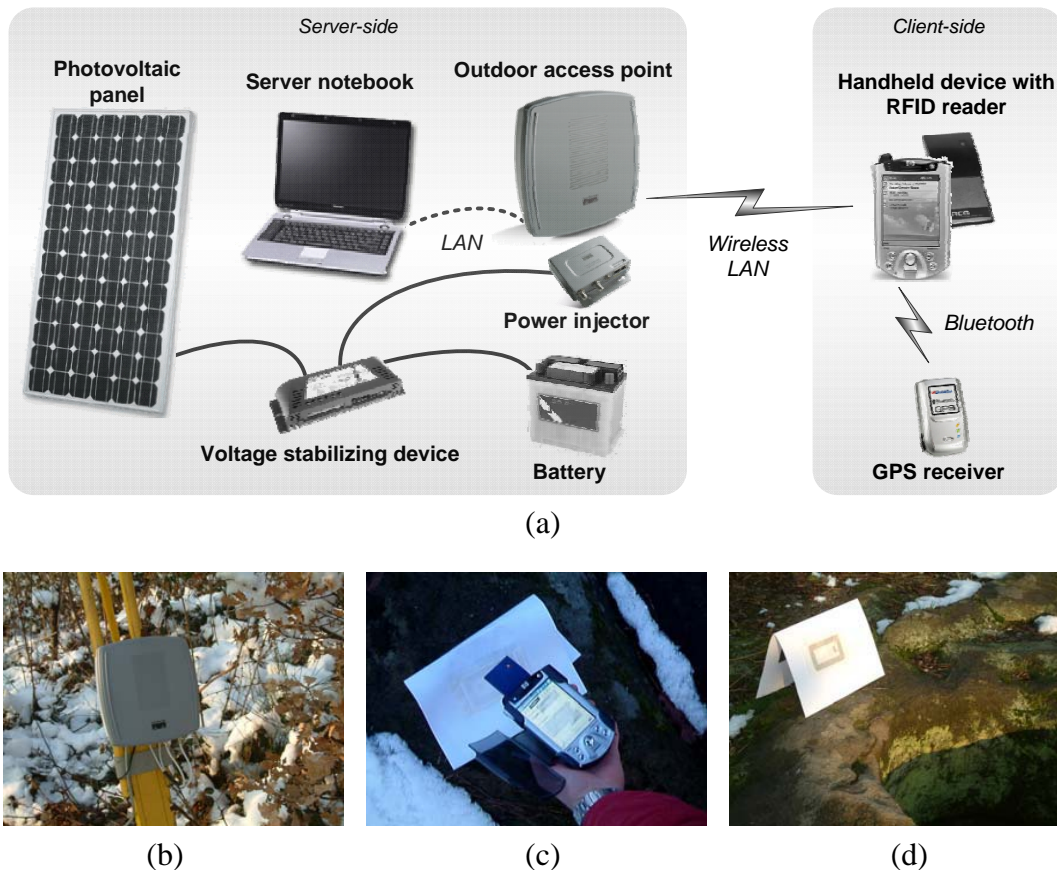 Server-side
Client-side
Photovoltaic
panel
Server notebook
Outdoor access point
Handheld device with
RFID reader
LAN
Wireless
LAN
Power injector
Bluetooth
Voltage stabilizing device
Battery
GPS receiver
(a)
(b)
(c)
(d)